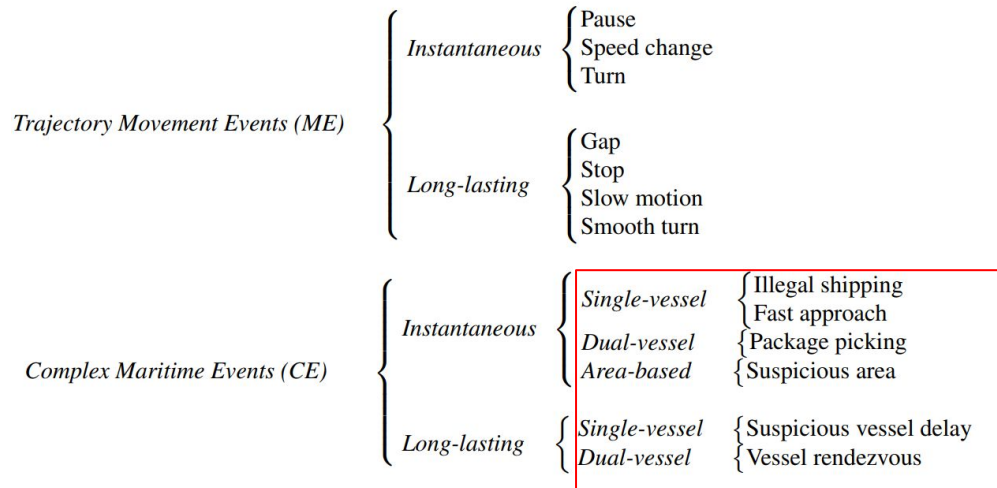 Pause
Instantaneous
Speed change
Turn
Trajectory Movement Events (ME)
Gap
Stop
Long-lasting
Slow motion
Smooth turn
Illegal shipping
Single-vessel
Fast approach
Instantaneous
Dual-vessel
Package picking
Complex Maritime Events (CE)
Area-based
Suspicious area
Single-vessel
Suspicious vessel delay
Long-lasting
Dual-vessel
Vessel rendezvous